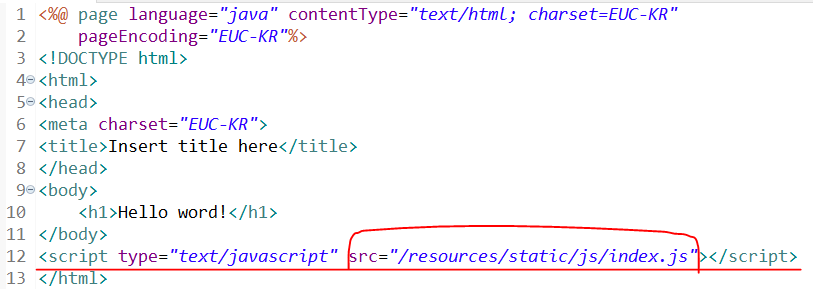 1 <%@ page language="java" contentType="text/html; charset=EUC-KR"
2     pageEncoding="EUC-KR"%>
3 <!DOCTYPE html>
4 <html>
5 <head>
6 <meta charset="EUC-KR">
7 <title>Insert title here</title>
8 </head>
9 <body>
10     <h1>Hello word!</h1>
11 </body>
12 <script type="text/javascript" src="/resources/static/js/index.js"></script>
13 </html>